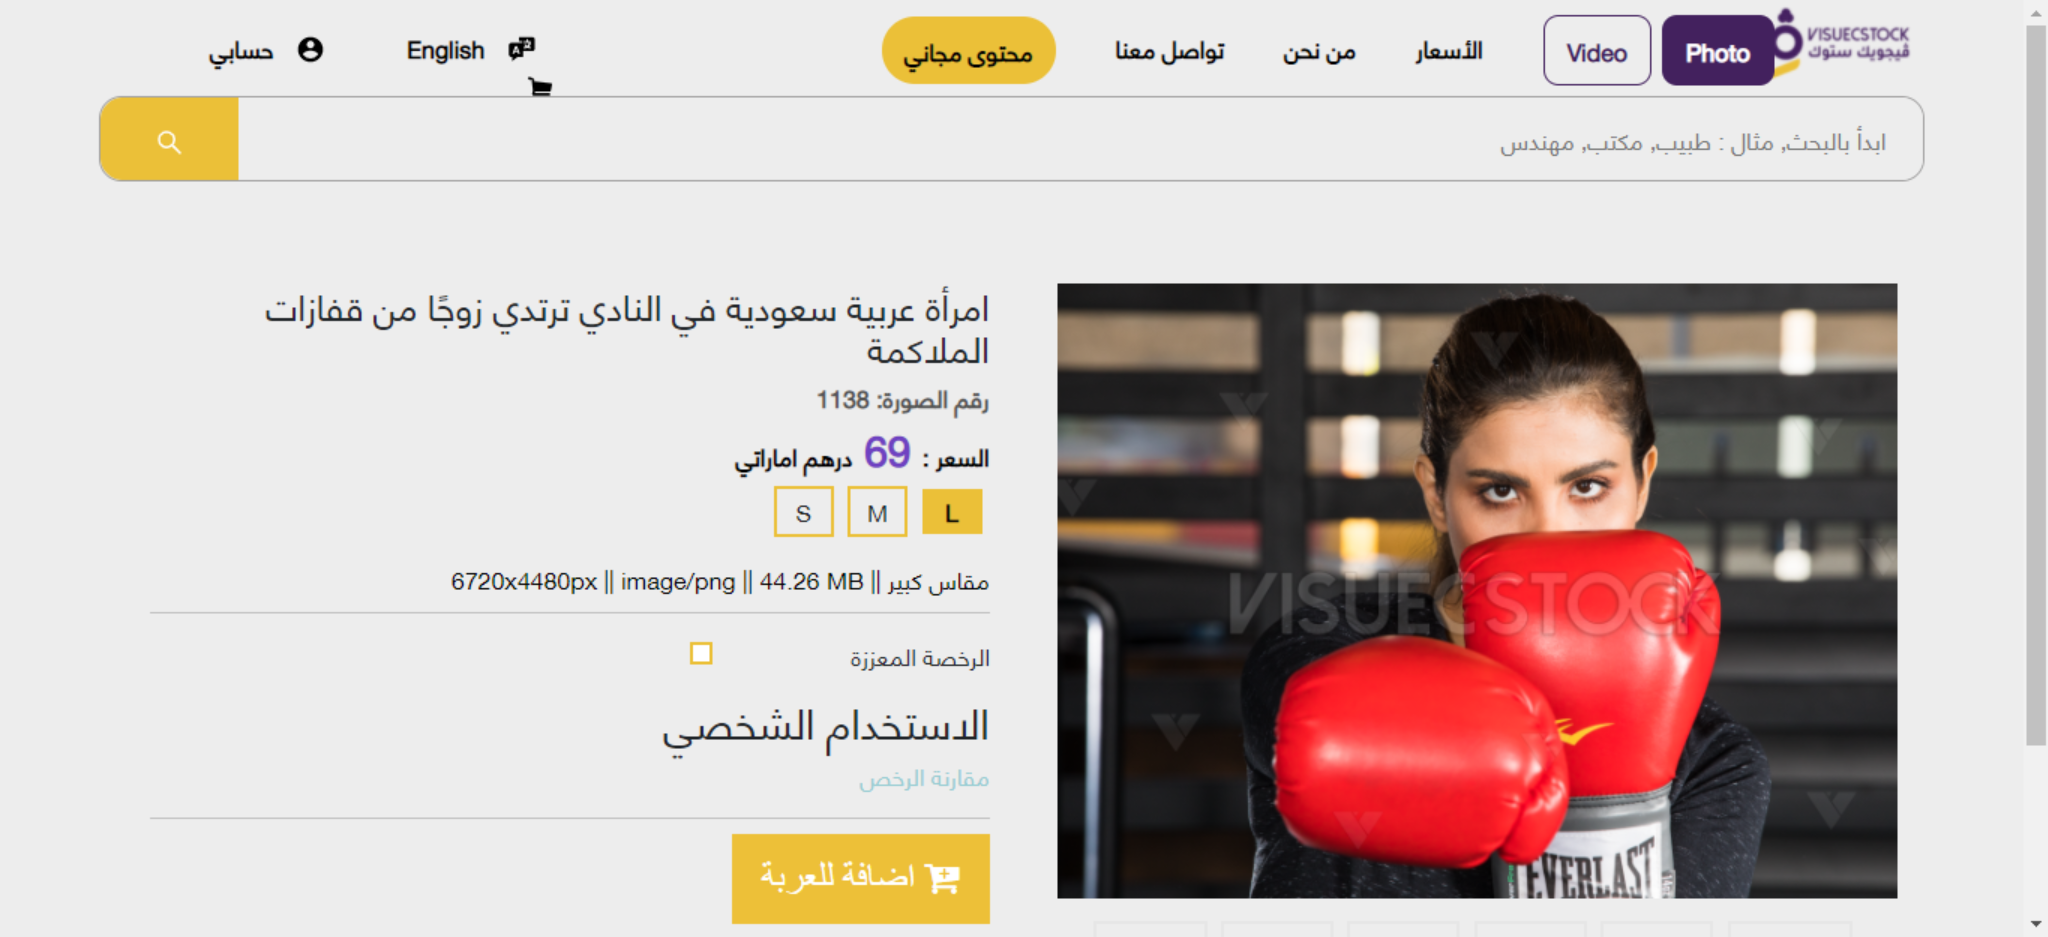 VISUECSTOCK
ڤيجويك ستوك
Photo
Video
الأسعار
من نحن
تواصل معنا
محتوى مجاني
English
حسابي
ابدأ بالبحث, مثال : طبيب, مكتب, مهندس
امرأة عربية سعودية في النادي ترتدي زوجًا من قفازات
الملاكمة
رقم الصورة: 1138
السعر : 69 درهم اماراتي
L M S
مقاس كبير || 44.26 MB || image/png || 6720x4480px
الرخصة المعززة
الاستخدام الشخصي
مقارنة الرخص
اضافة للعربة
VISUECSTOCK
EVERLAST